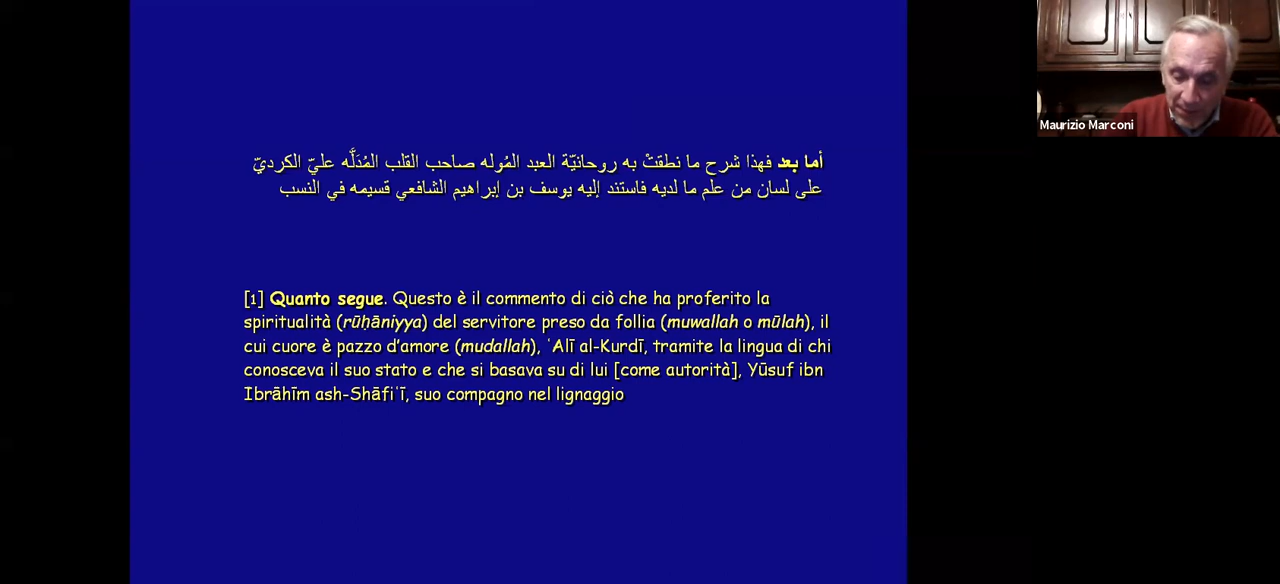 أما بعد فهذا شرح ما نطقتْ به روحانيّة العبد المُوله صاحب القلب المُدَلَّه عليّ الكرديّ
على لسان من علم ما لديه فاستند إليه يوسف بن إبراهيم الشافعي قسيمه في النسب
[1] Quanto segue. Questo è il commento di ciò che ha proferito la
spiritualità (rūḥāniyya) del servitore preso da follia (muwallah o mūlah), il
cui cuore è pazzo d'amore (mudallah), ʿAlī al-Kurdī, tramite la lingua di chi
conosceva il suo stato e che si basava su di lui [come autorità], Yūsuf ibn
Ibrāhīm ash-Shāfiʿī, suo compagno nel lignaggio
Maurizio Marconi